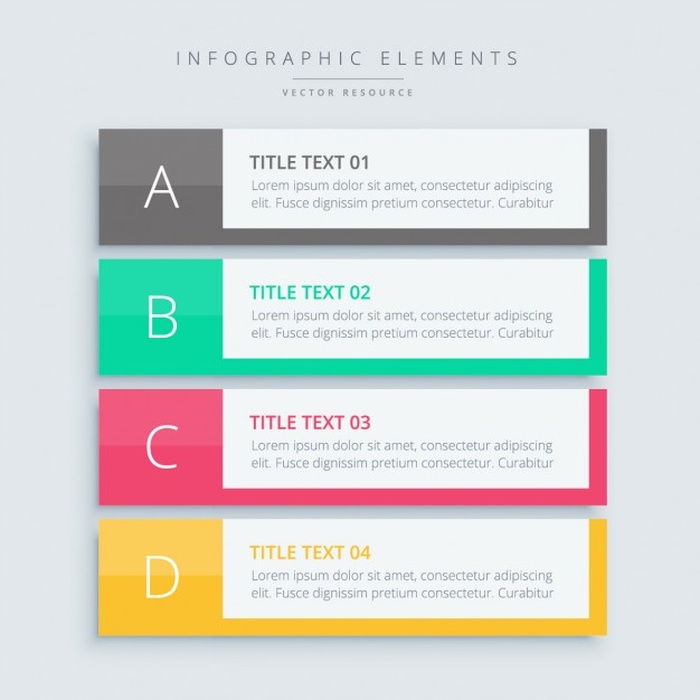 INFOGRAPHIC ELEMENTS
VECTOR RESOURCE
A
TITLE TEXT 01
Lorem ipsum dolor sit amet, consectetur adipiscing
elit. Fusce dignissim pretium consectetur. Curabitur
B
TITLE TEXT 02
Lorem ipsum dolor sit amet, consectetur adipiscing
elit. Fusce dignissim pretium consectetur. Curabitur
C
TITLE TEXT 03
Lorem ipsum dolor sit amet, consectetur adipiscing
elit. Fusce dignissim pretium consectetur. Curabitur
D
TITLE TEXT 04
Lorem ipsum dolor sit amet, consectetur adipiscing
elit. Fusce dignissim pretium consectetur. Curabitur